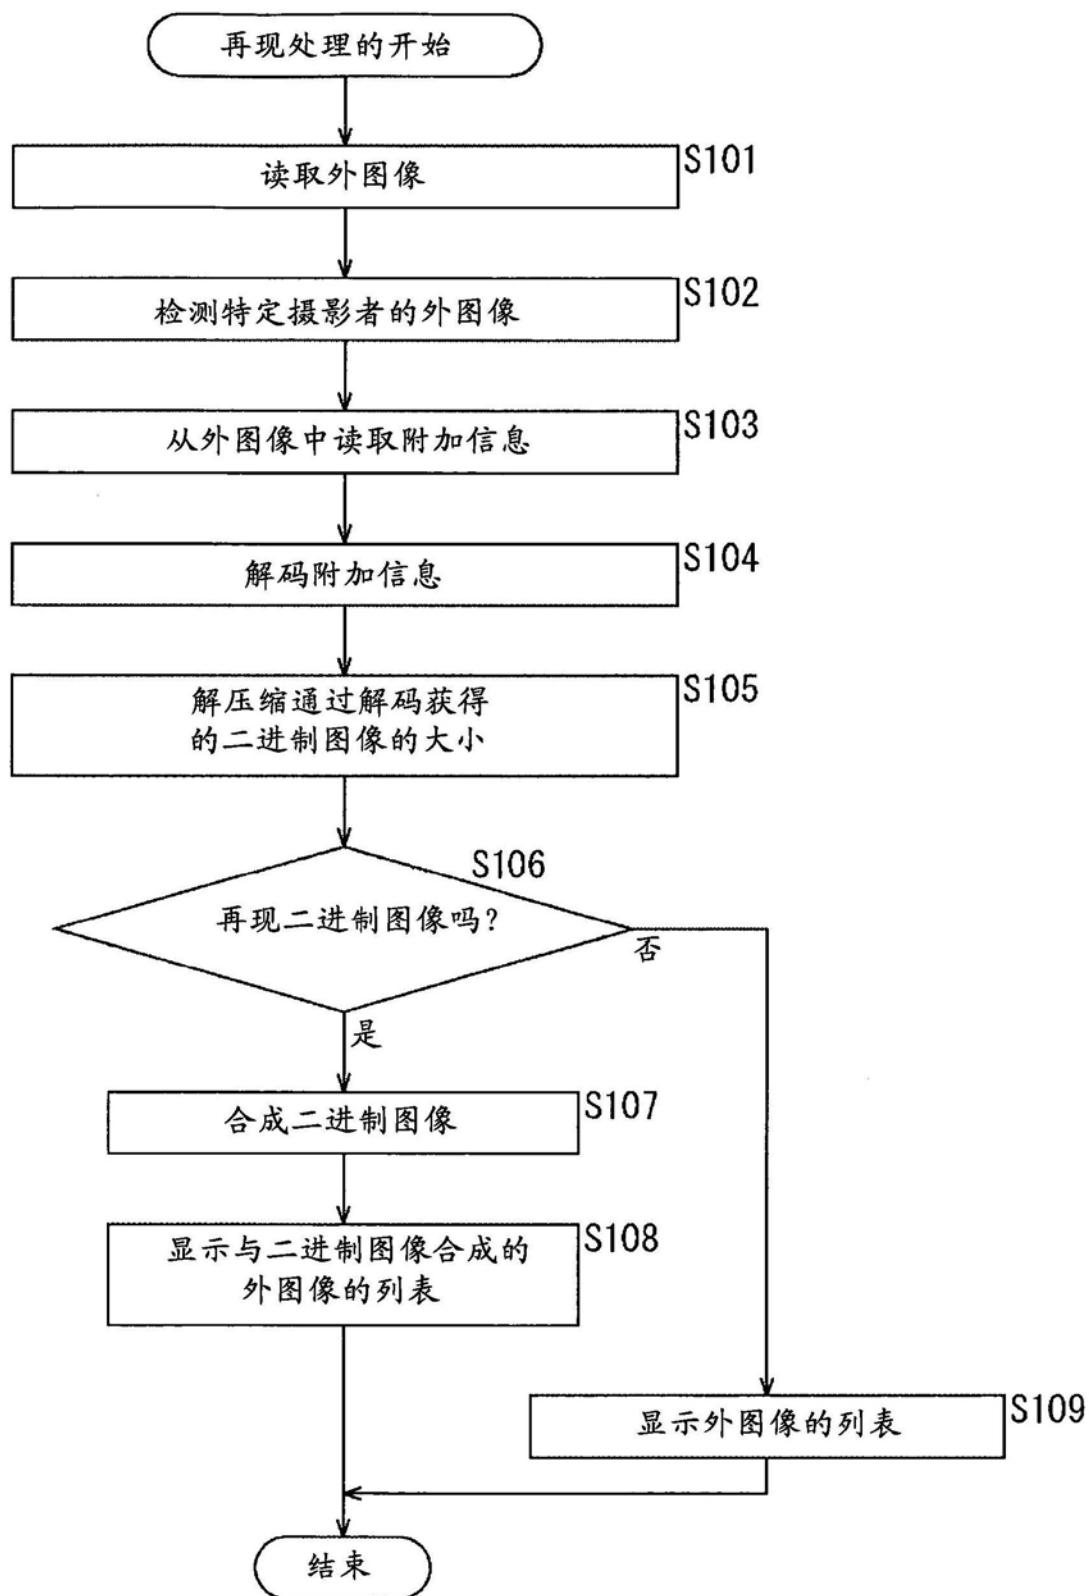 再现处理的开始
S101
读取外图像
S102
检测特定摄影者的外图像
S103
从外图像中读取附加信息
S104
解码附加信息
S105
解压缩通过解码获得
的二进制图像的大小
S106
再现二进制图像吗？
否
是
S107
合成二进制图像
S108
显示与二进制图像合成的
外图像的列表
S109
显示外图像的列表
结束